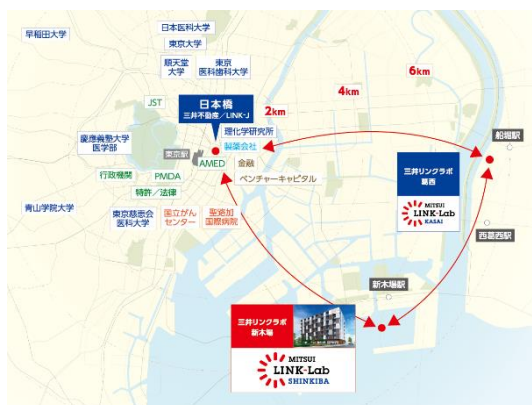 早稲田大学
日本医科大学
東京大学
順天堂
大学
東京
医科歯科大学
6km
4km
2km
JST
日本橋
三井不動産/LINK-J
理化学研究所
慶應義塾大学
医学部
東京駅
製薬会社
AMED
金融
船堀駅
行政機関
PMDA
ベンチャーキャピタル
特許/法律
三井リンクラボ
葛西
MITSUI
LINK-Lab
KASAI
青山学院大学
東京慈恵会
医科大学
国立がん
センター
聖路加
国際病院
西葛西駅
新木場駅
三井リンクラボ
新木場
MITSUI
LINK-Lab
SHINKIBA